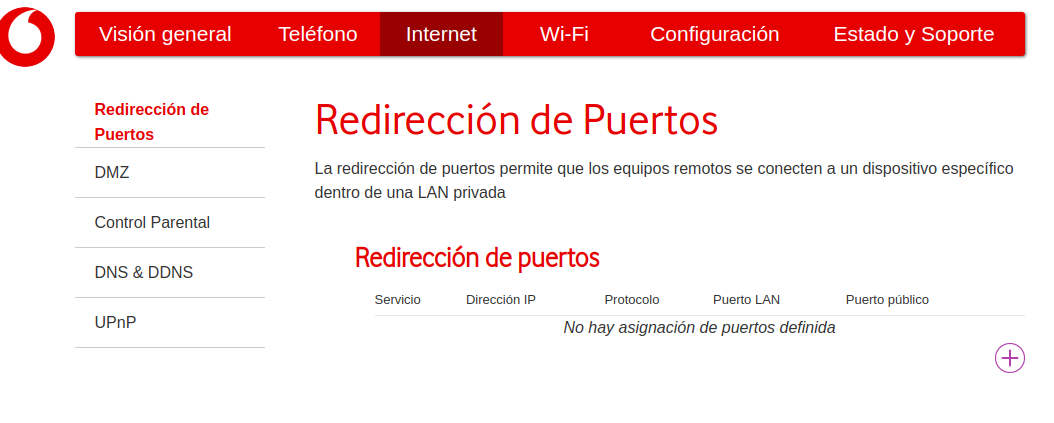 Visión general Teléfono Internet Wi-Fi Configuración Estado y Soporte
Redirección de
Puertos
DMZ
Control Parental
DNS & DDNS
UPnP
Redirección de Puertos
La redirección de puertos permite que los equipos remotos se conecten a un dispositivo específico
dentro de una LAN privada
Redirección de puertos
Servicio Dirección IP Protocolo Puerto LAN Puerto público
No hay asignación de puertos definida